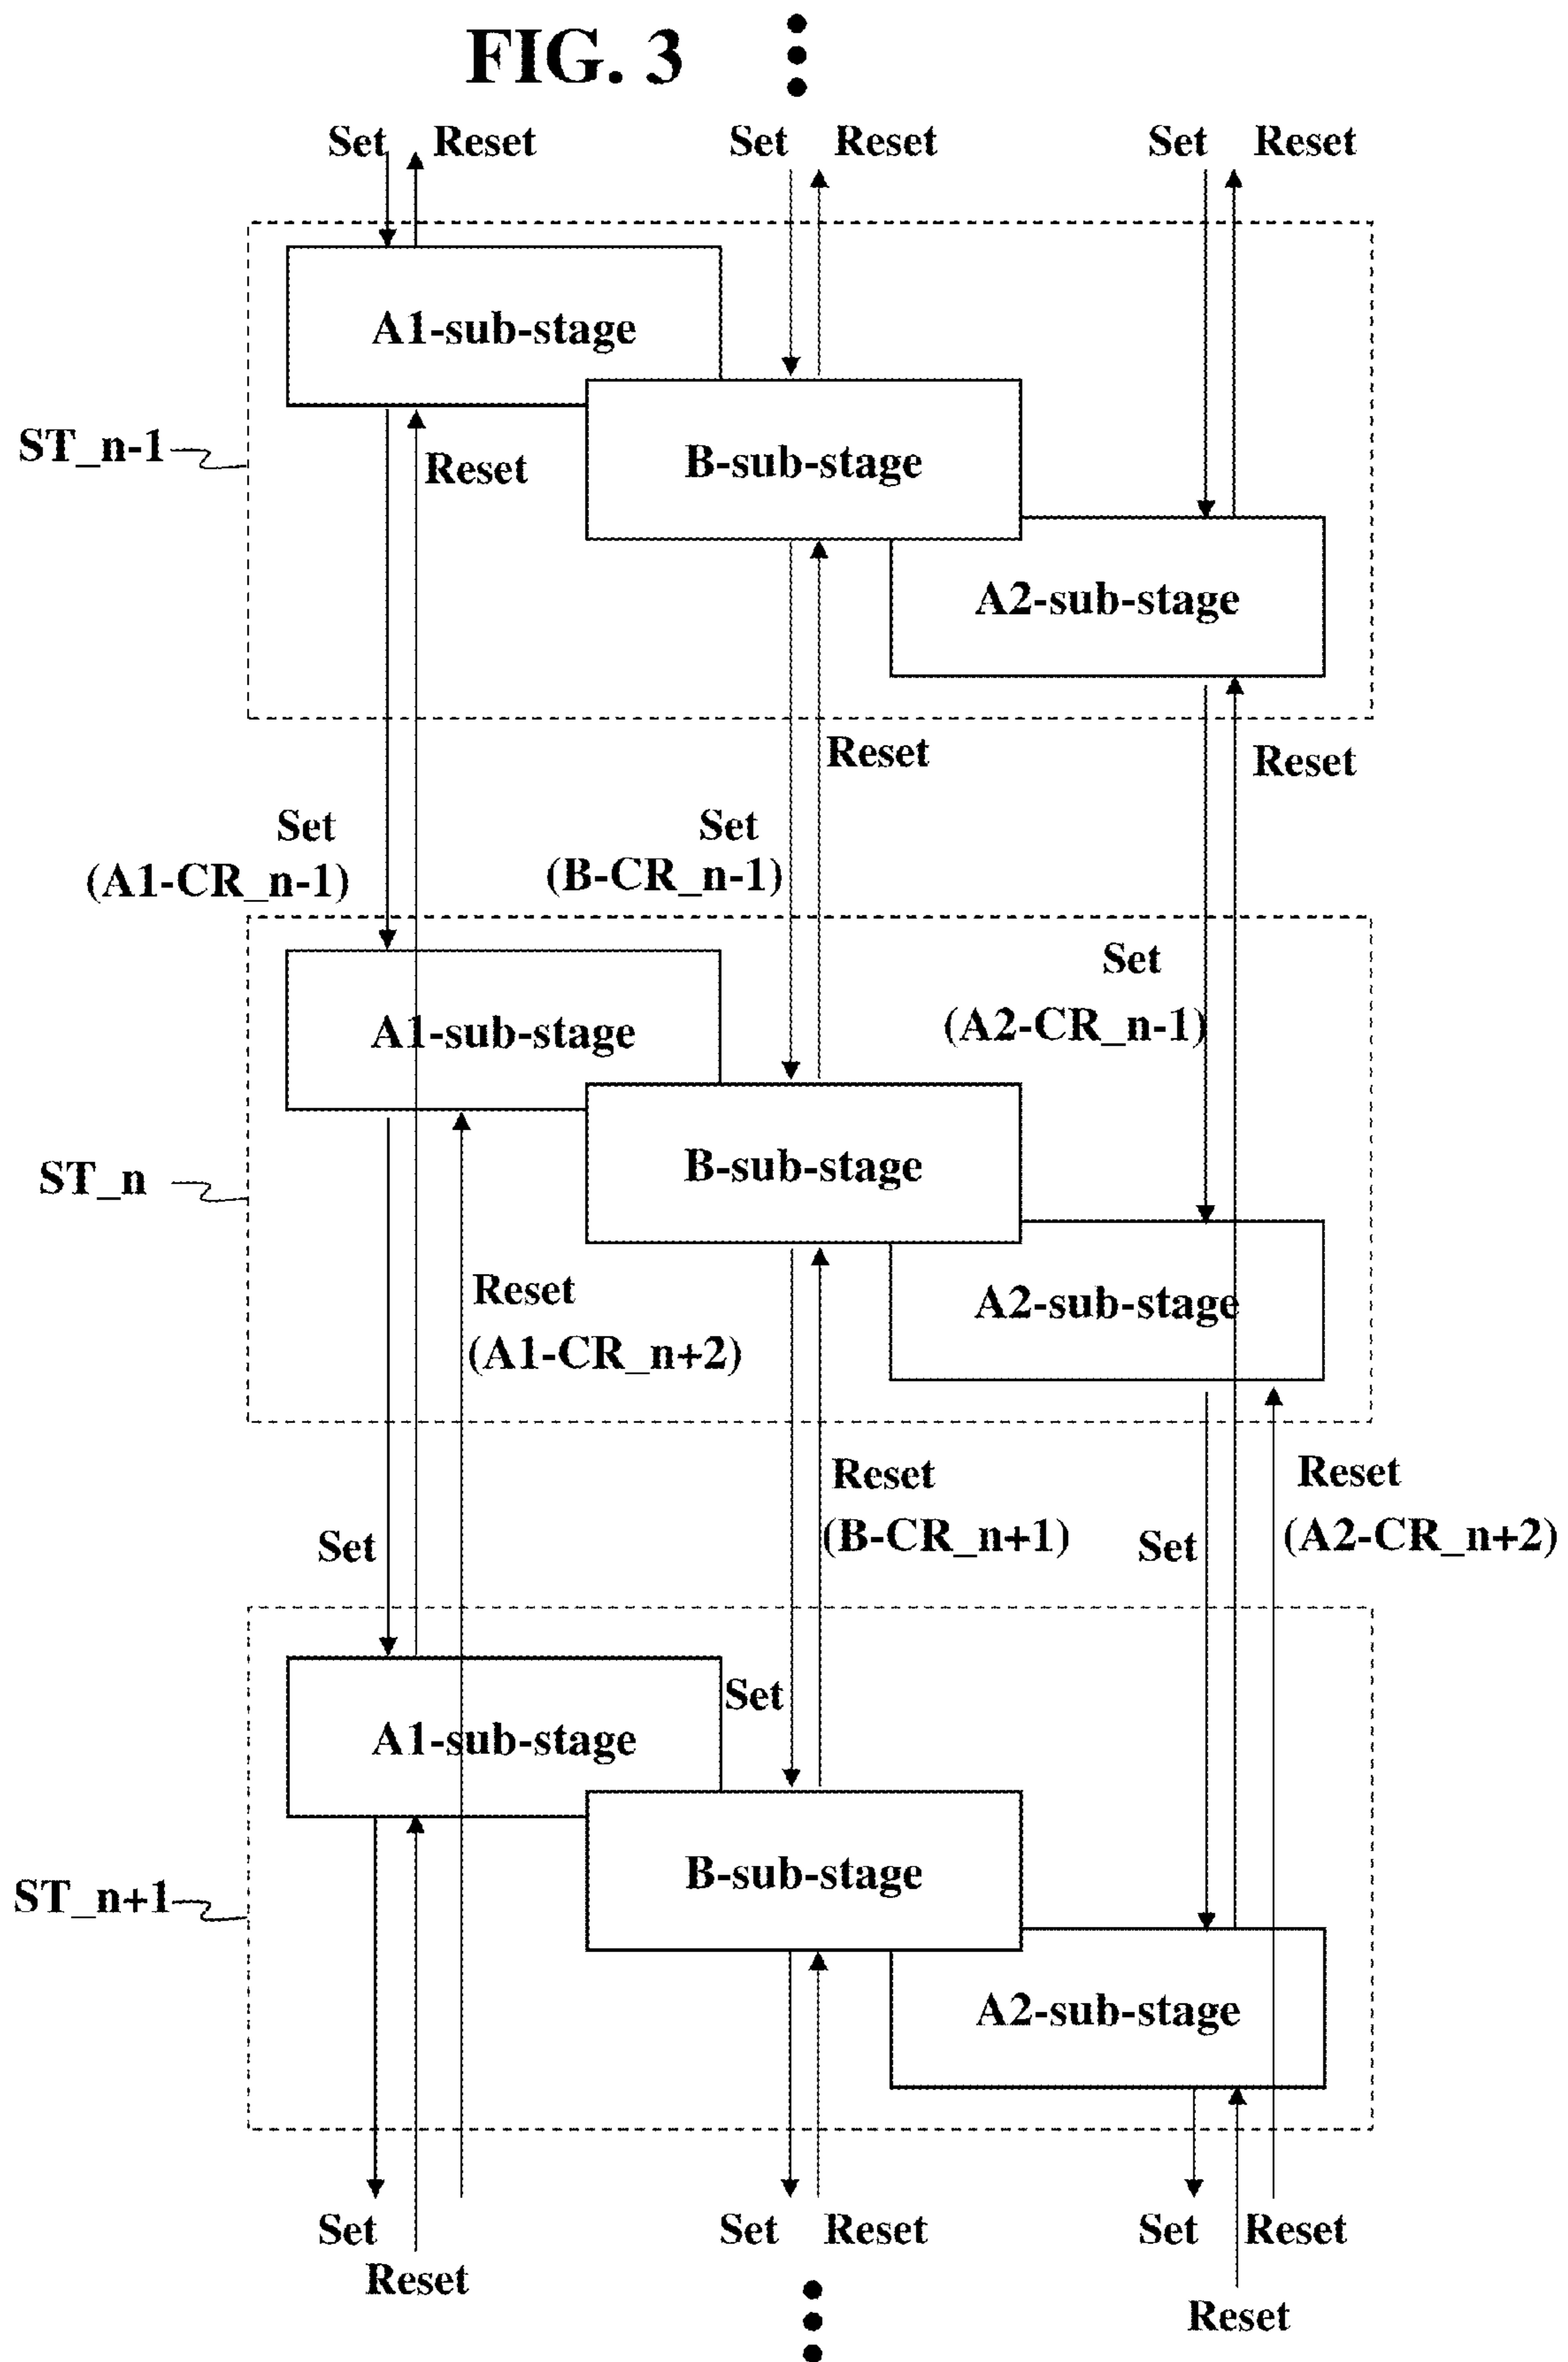 FIG. 3
Set Reset Set Reset Set Reset
A1-sub-stage
ST_n-1
Reset
B-sub-stage
A2-sub-stage
Reset
Reset
Set
(A1-CR_n-1)
Set
(B-CR_n-1)
Set
(A2-CR_n-1)
A1-sub-stage
ST_n
B-sub-stage
Reset
(A1-CR_n+2)
A2-sub-stage
Reset
(B-CR_n+1)
Reset
(A2-CR_n+2)
Set
Set
Set
A1-sub-stage
ST_n+1
B-sub-stage
A2-sub-stage
Set
Reset
Set Reset
Set Reset
Reset